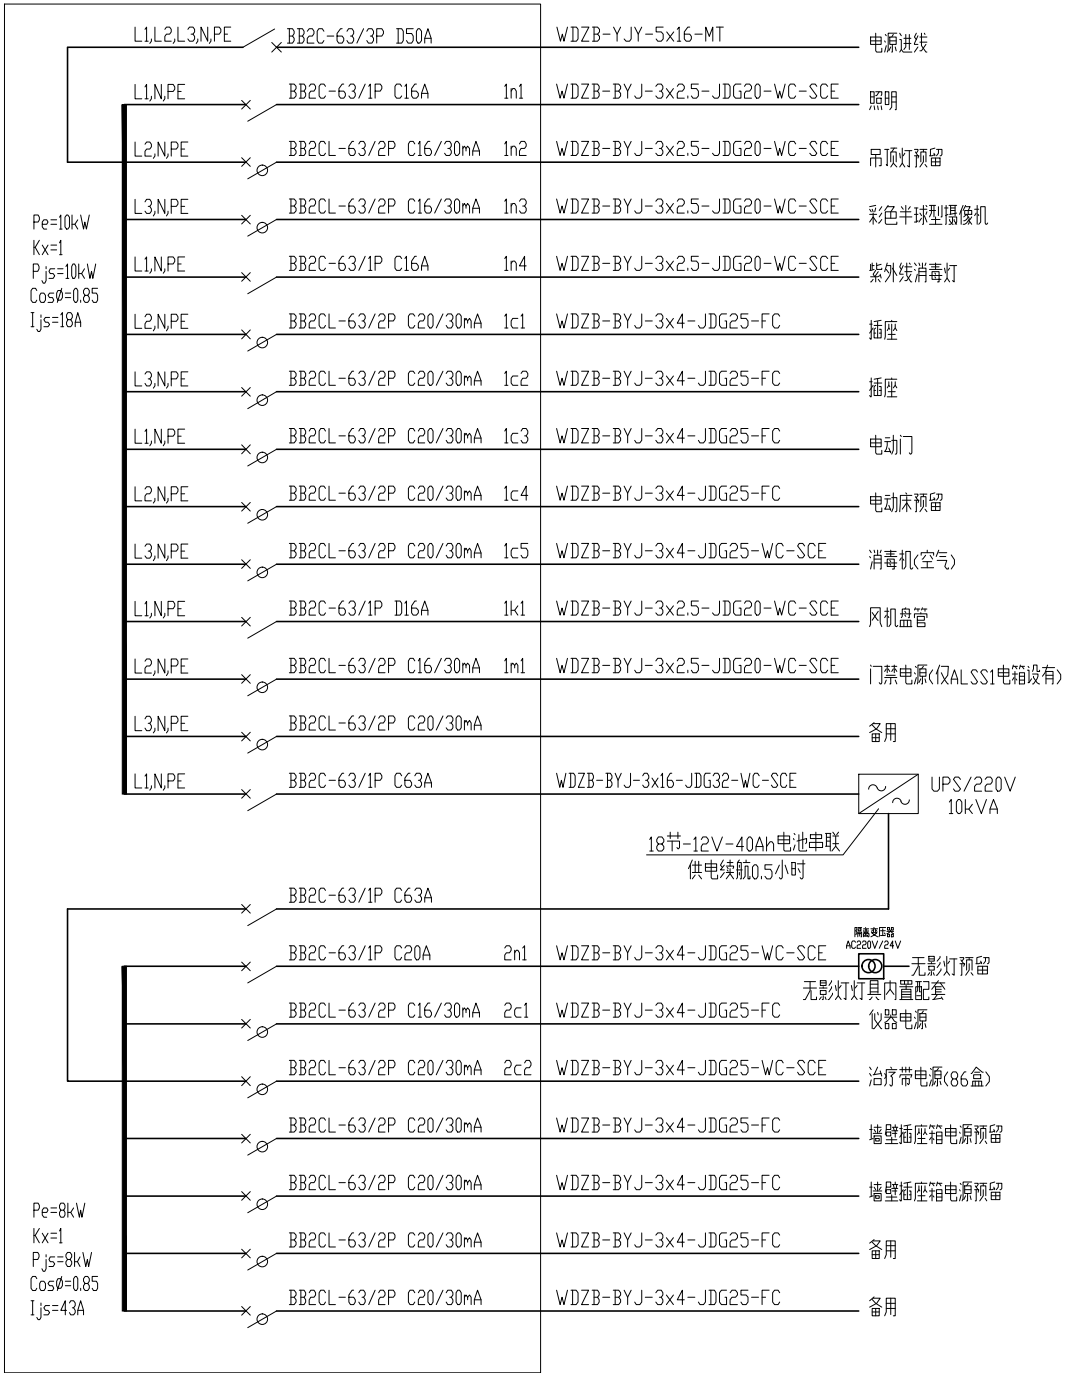 L1,L2,L3,N,PE BB2C-63/3P D50A WDZB-YJY-5x16-MT 电源进线
L1,N,PE BB2C-63/1P C16A 1n1 WDZB-BYJ-3x2.5-JDG20-WC-SCE 照明
L2,N,PE BB2CL-63/2P C16/30mA 1n2 WDZB-BYJ-3x2.5-JDG20-WC-SCE 吊顶灯预留
L3,N,PE BB2CL-63/2P C16/30mA 1n3 WDZB-BYJ-3x2.5-JDG20-WC-SCE 彩色半球型摄像机
Pe=10kW
Kx=1
Pjs=10kW
CosØ=0.85
Ijs=18A
L1,N,PE BB2C-63/1P C16A 1n4 WDZB-BYJ-3x2.5-JDG20-WC-SCE 紫外线消毒灯
L2,N,PE BB2CL-63/2P C20/30mA 1c1 WDZB-BYJ-3x4-JDG25-FC 插座
L3,N,PE BB2CL-63/2P C20/30mA 1c2 WDZB-BYJ-3x4-JDG25-FC 插座
L1,N,PE BB2CL-63/2P C20/30mA 1c3 WDZB-BYJ-3x4-JDG25-FC 电动门
L2,N,PE BB2CL-63/2P C20/30mA 1c4 WDZB-BYJ-3x4-JDG25-FC 电动床预留
L3,N,PE BB2CL-63/2P C20/30mA 1c5 WDZB-BYJ-3x4-JDG25-WC-SCE 消毒机(空气)
L1,N,PE BB2C-63/1P D16A 1k1 WDZB-BYJ-3x2.5-JDG20-WC-SCE 风机盘管
L2,N,PE BB2CL-63/2P C16/30mA 1m1 WDZB-BYJ-3x2.5-JDG20-WC-SCE 门禁电源(仅ALSS1电箱设有)
L3,N,PE BB2CL-63/2P C20/30mA 备用
L1,N,PE BB2C-63/1P C63A WDZB-BYJ-3x16-JDG32-WC-SCE UPS/220V
10kVA
18节-12V-40Ah电池串联
供电续航0.5小时
BB2C-63/1P C63A
隔离变压器
AC220V/24V
BB2C-63/1P C20A 2n1 WDZB-BYJ-3x4-JDG25-WC-SCE 无影灯预留
无影灯灯具内置配套
BB2CL-63/2P C16/30mA 2c1 WDZB-BYJ-3x4-JDG25-FC 仪器电源
BB2CL-63/2P C20/30mA 2c2 WDZB-BYJ-3x4-JDG25-WC-SCE 治疗带电源(86盒)
BB2CL-63/2P C20/30mA WDZB-BYJ-3x4-JDG25-FC 墙壁插座箱电源预留
BB2CL-63/2P C20/30mA WDZB-BYJ-3x4-JDG25-FC 墙壁插座箱电源预留
Pe=8kW
Kx=1
Pjs=8kW
CosØ=0.85
Ijs=43A
BB2CL-63/2P C20/30mA WDZB-BYJ-3x4-JDG25-FC 备用
BB2CL-63/2P C20/30mA WDZB-BYJ-3x4-JDG25-FC 备用